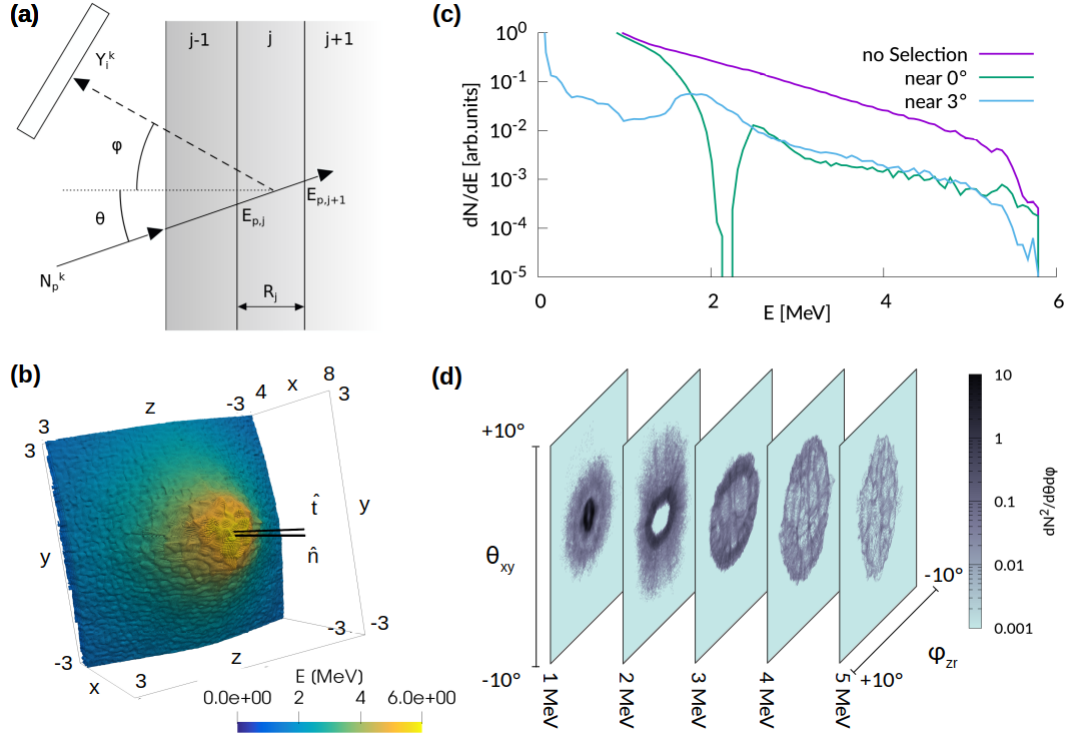 (a)
j-1 j j+1
Y_i^k
φ
θ
E_p,j
E_p,j+1
N_p^k
R_j
(b)
3 z -3 4 x 8
3 3
t̂
y y
n̂
-3 -3 -3
x 3 z
E [MeV]
0.0e+00 2 4 6.0e+00
(c)
dN/dE [arb.units]
10^0
10^-1
10^-2
10^-3
10^-4
10^-5
no Selection
near 0°
near 3°
0 2 4 6
E [MeV]
(d)
+10°
θ_xy
-10°
1 MeV
2 MeV
3 MeV
4 MeV
5 MeV
+10°
φ_zr
-10°
10
1
0.1
0.01
0.001
dN²/dθdφ